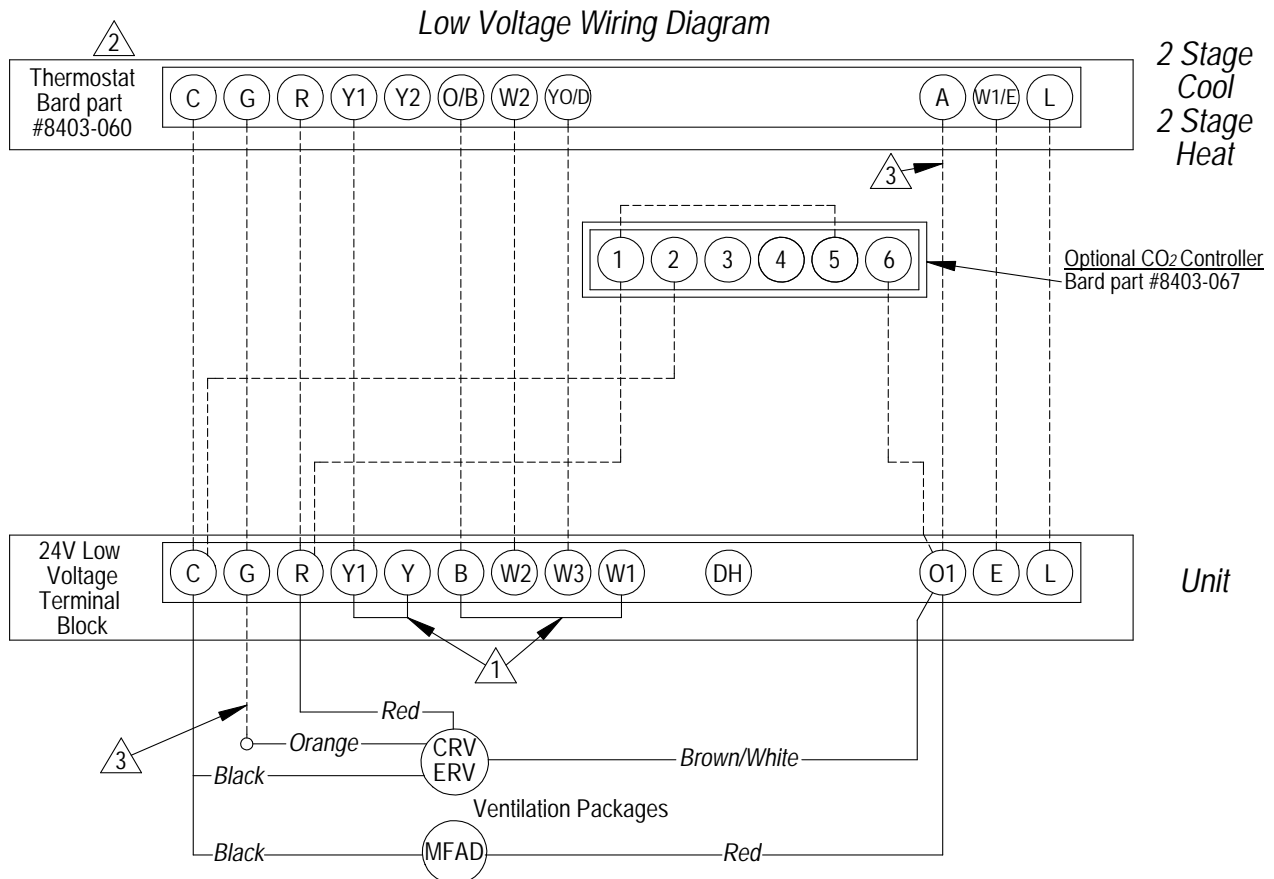 Low Voltage Wiring Diagram
2
Thermostat
Bard part
#8403-060
C G R Y1 Y2 O/B W2 YO/D A W1/E L
2 Stage
Cool
2 Stage
Heat
3
1 2 3 4 5 6
Optional CO2 Controller
Bard part #8403-067
24V Low
Voltage
Terminal
Block
C G R Y1 Y B W2 W3 W1 DH O1 E L
Unit
1
3
Red
Orange
Black
CRV
ERV
Brown/White
Ventilation Packages
Black
MFAD
Red